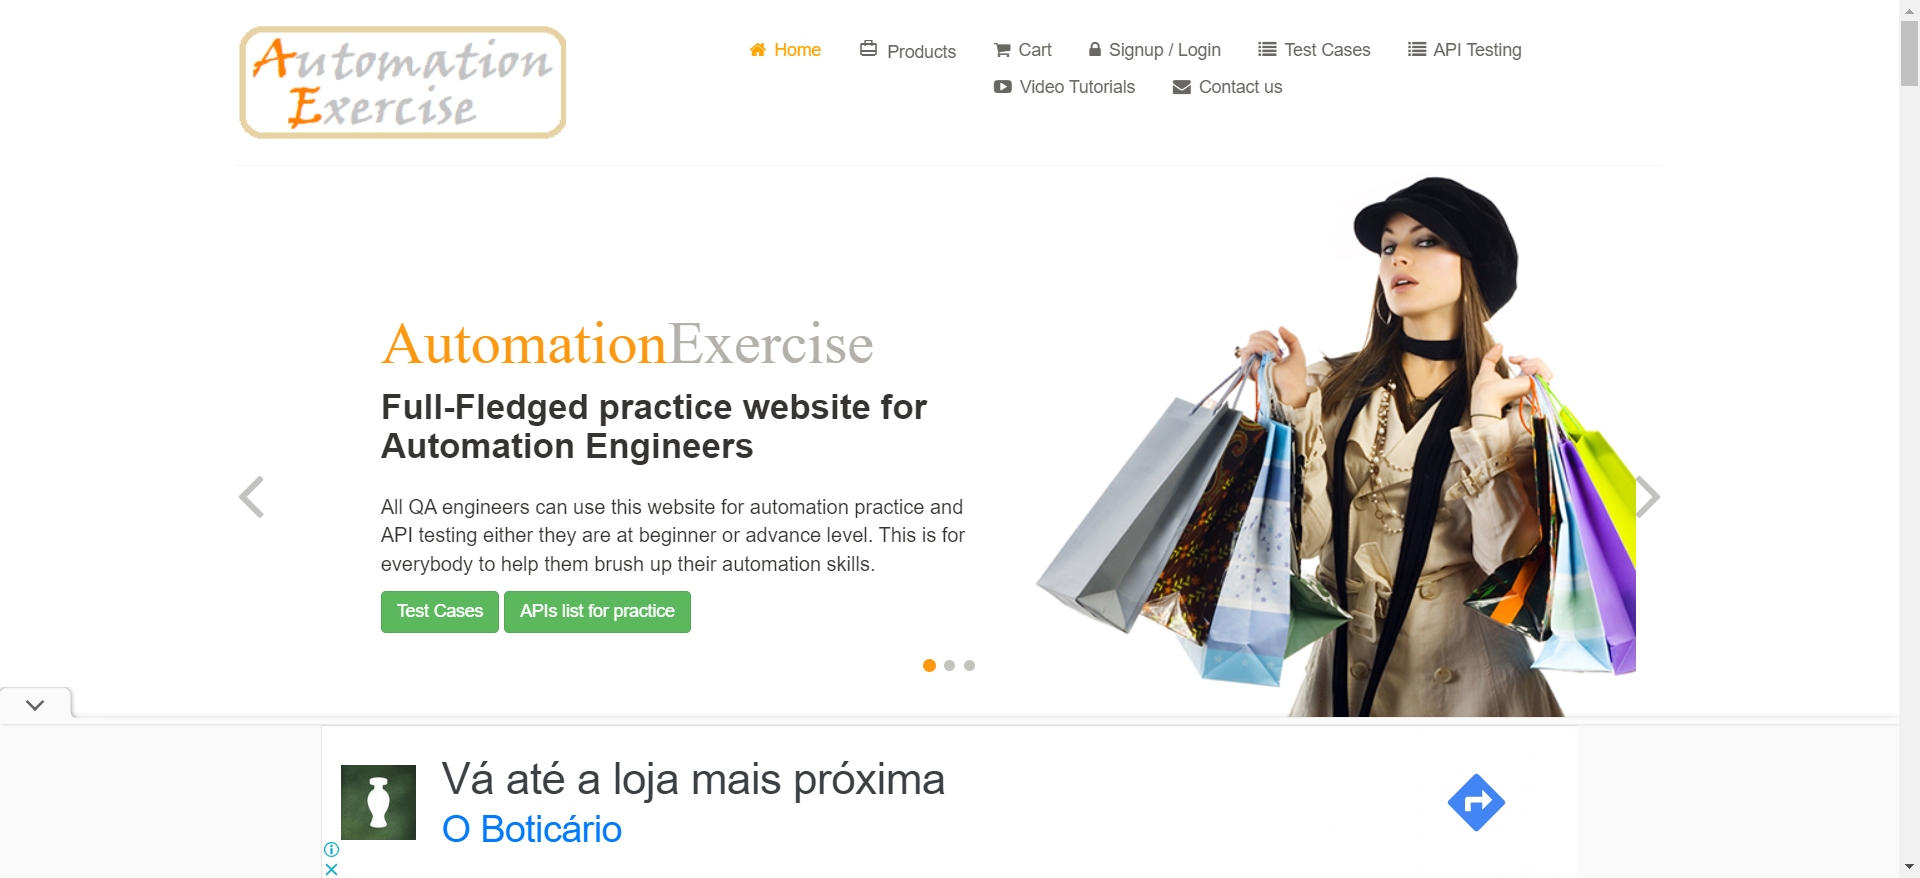 Automation
Exercise
Home
Products
Cart
Signup / Login
Test Cases
API Testing
Video Tutorials
Contact us
AutomationExercise
Full-Fledged practice website for
Automation Engineers
All QA engineers can use this website for automation practice and
API testing either they are at beginner or advance level. This is for
everybody to help them brush up their automation skills.
Test Cases
APIs list for practice
Vá até a loja mais próxima
O Boticário